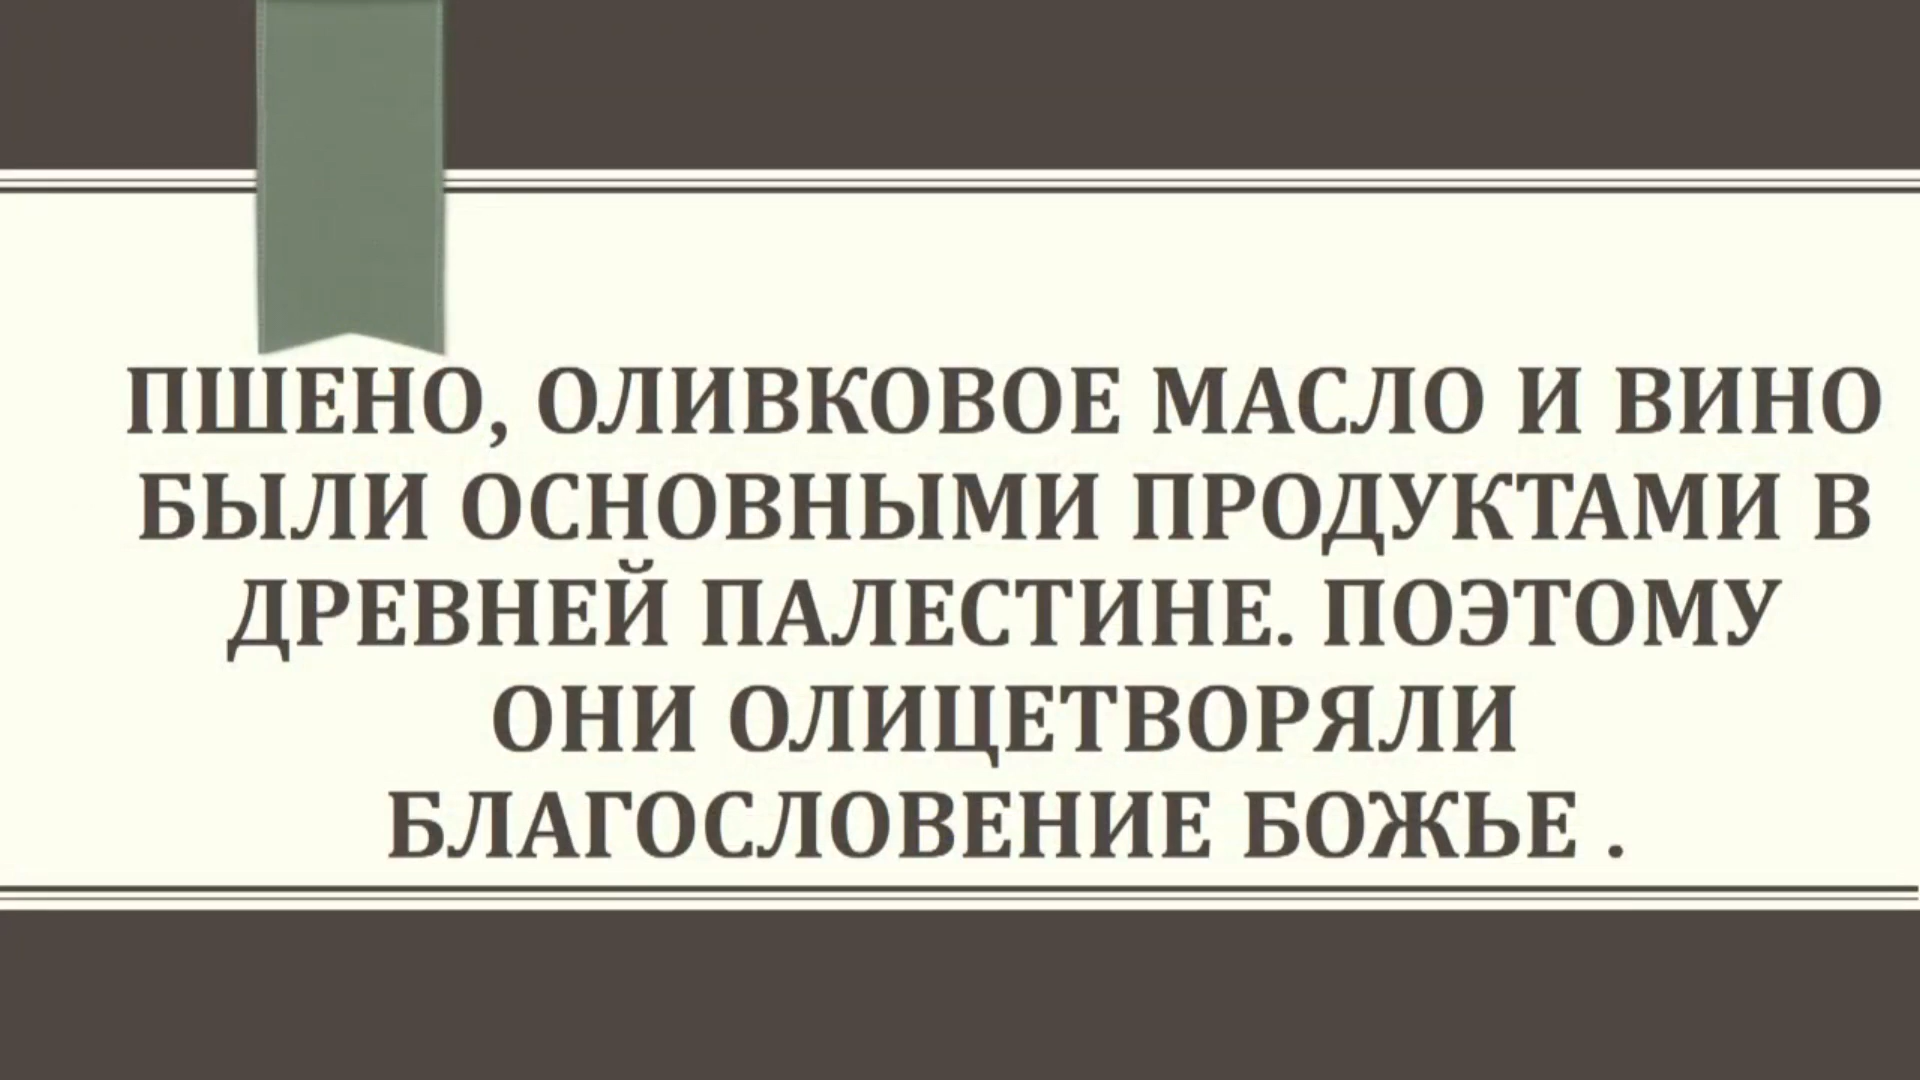 ПШЕНО, ОЛИВКОВОЕ МАСЛО И ВИНО
БЫЛИ ОСНОВНЫМИ ПРОДУКТАМИ В
ДРЕВНЕЙ ПАЛЕСТИНЕ. ПОЭТОМУ
ОНИ ОЛИЦЕТВОРЯЛИ
БЛАГОСЛОВЕНИЕ БОЖЬЕ .